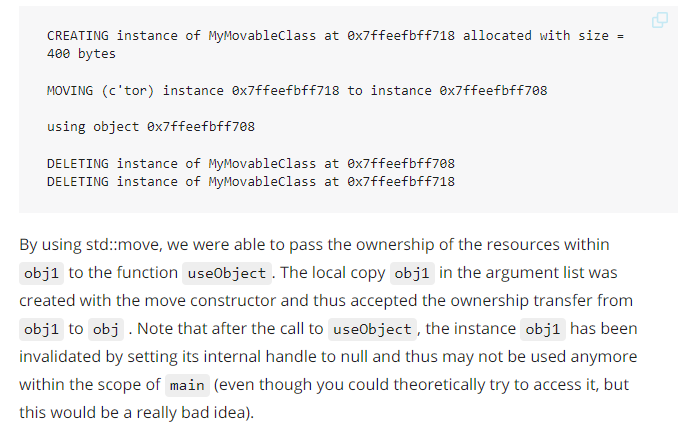 CREATING instance of MyMovableClass at 0x7ffeefbff718 allocated with size =
400 bytes
MOVING (c'tor) instance 0x7ffeefbff718 to instance 0x7ffeefbff708
using object 0x7ffeefbff708
DELETING instance of MyMovableClass at 0x7ffeefbff708
DELETING instance of MyMovableClass at 0x7ffeefbff718
By using std::move, we were able to pass the ownership of the resources within
obj1 to the function useObject. The local copy obj1 in the argument list was
created with the move constructor and thus accepted the ownership transfer from
obj1 to obj . Note that after the call to useObject, the instance obj1 has been
invalidated by setting its internal handle to null and thus may not be used anymore
within the scope of main (even though you could theoretically try to access it, but
this would be a really bad idea).